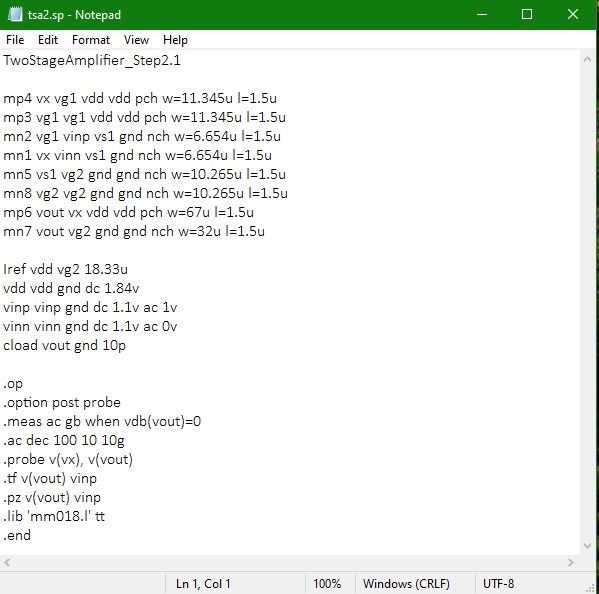 tsa2.sp - Notepad
File Edit Format View Help
TwoStageAmplifier_Step2.1
mp4 vx vg1 vdd vdd pch w=11.345u l=1.5u
mp3 vg1 vg1 vdd vdd pch w=11.345u l=1.5u
mn2 vg1 vinp vs1 gnd nch w=6.654u l=1.5u
mn1 vx vinn vs1 gnd nch w=6.654u l=1.5u
mn5 vs1 vg2 gnd gnd nch w=10.265u l=1.5u
mn8 vg2 vg2 gnd gnd nch w=10.265u l=1.5u
mp6 vout vx vdd vdd pch w=67u l=1.5u
mn7 vout vg2 gnd gnd nch w=32u l=1.5u
Iref vdd vg2 18.33u
vdd vdd gnd dc 1.84v
vinp vinp gnd dc 1.1v ac 1v
vinn vinn gnd dc 1.1v ac 0v
cload vout gnd 10p
.op
.option post probe
.meas ac gb when vdb(vout)=0
.ac dec 100 10 10g
.probe v(vx), v(vout)
.tf v(vout) vinp
.pz v(vout) vinp
.lib 'mm018.l' tt
.end
Ln 1, Col 1 100% Windows (CRLF) UTF-8